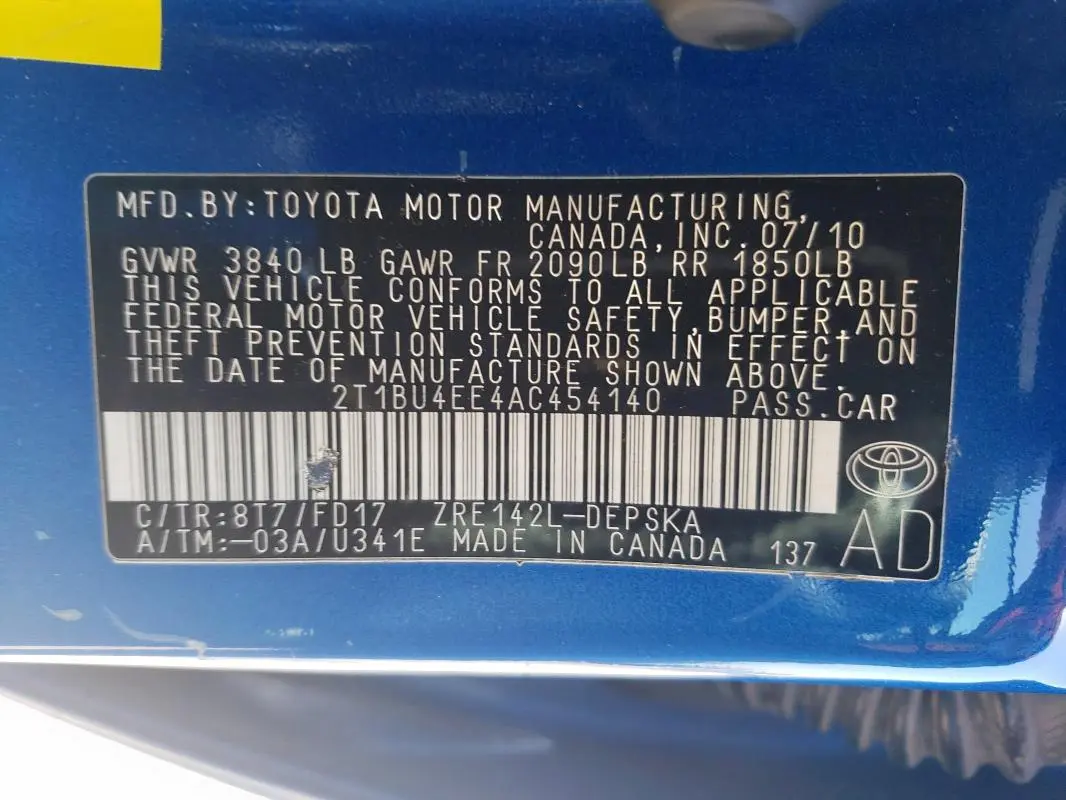 MFD.BY:TOYOTA MOTOR MANUFACTURING,
CANADA,INC.07/10
GVWR 3840LB GAWR FR 2090LB RR 1850LB
THIS VEHICLE CONFORMS TO ALL APPLICABLE
FEDERAL MOTOR VEHICLE SAFETY,BUMPER,AND
THEFT PREVENTION STANDARDS IN EFFECT ON
THE DATE OF MANUFACTURE SHOWN ABOVE.
2T1BU4EE4AC454140 PASS.CAR
C/TR:8T7/FD17 ZRE142L-DEPSKA
A/TM:-03A/U341E MADE IN CANADA 137 AD